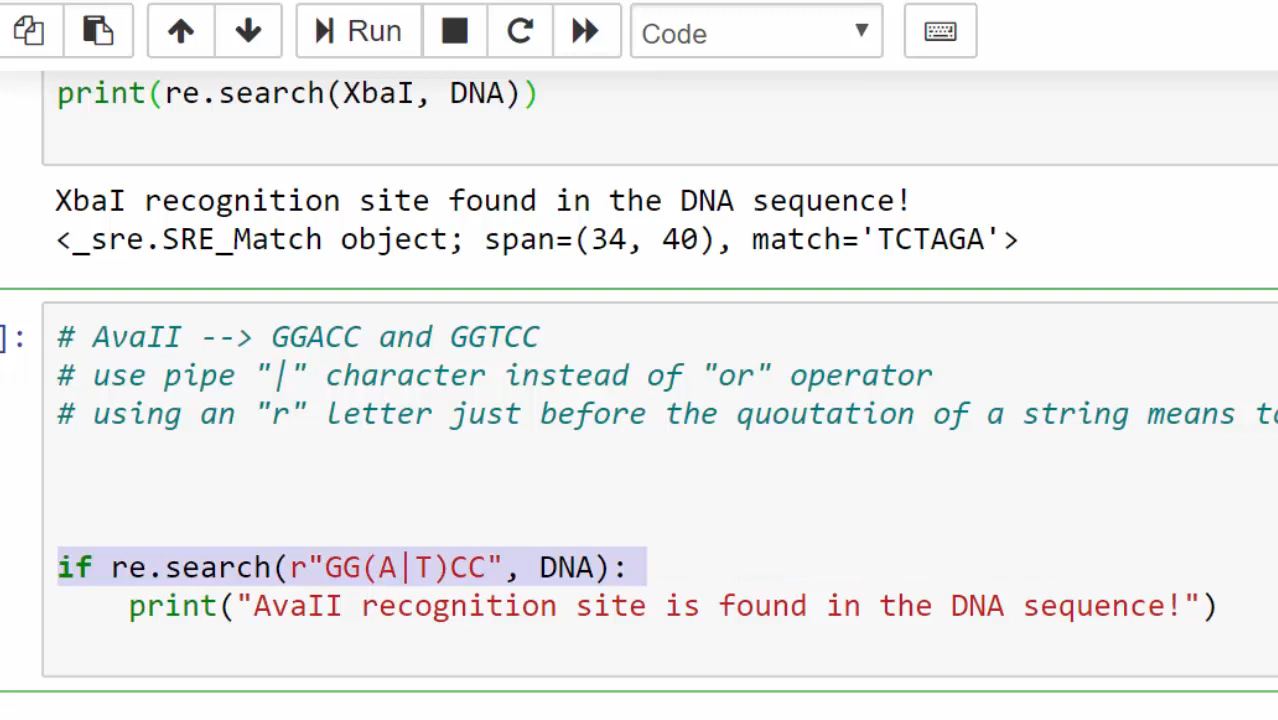 Run
Code
print(re.search(XbaI, DNA))
XbaI recognition site found in the DNA sequence!
<_sre.SRE_Match object; span=(34, 40), match='TCTAGA'>
]:
# AvaII --> GGACC and GGTCC
# use pipe "|" character instead of "or" operator
# using an "r" letter just before the quoutation of a string means
if re.search(r"GG(A|T)CC", DNA):
print("AvaII recognition site is found in the DNA sequence!")